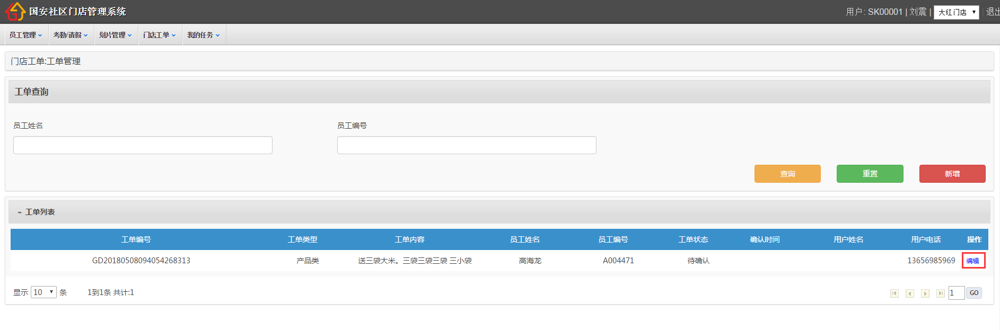 国安社区门店管理系统
用户: SK00001 | 刘震 | 大红门店 | 退出
员工管理 考勤/请假 划片管理 门店工单 我的任务
门店工单:工单管理
工单查询
员工姓名 员工编号
查询 重置 新增
- 工单列表
工单编号 工单类型 工单内容 员工姓名 员工编号 工单状态 确认时间 用户姓名 用户电话 操作
GD20180508094054268313 产品类 送三袋大米。三袋三袋三袋 三小袋 高海龙 A004471 待确认 13656985969 编辑
显示 10 条 1到1条 共计:1 1 GO